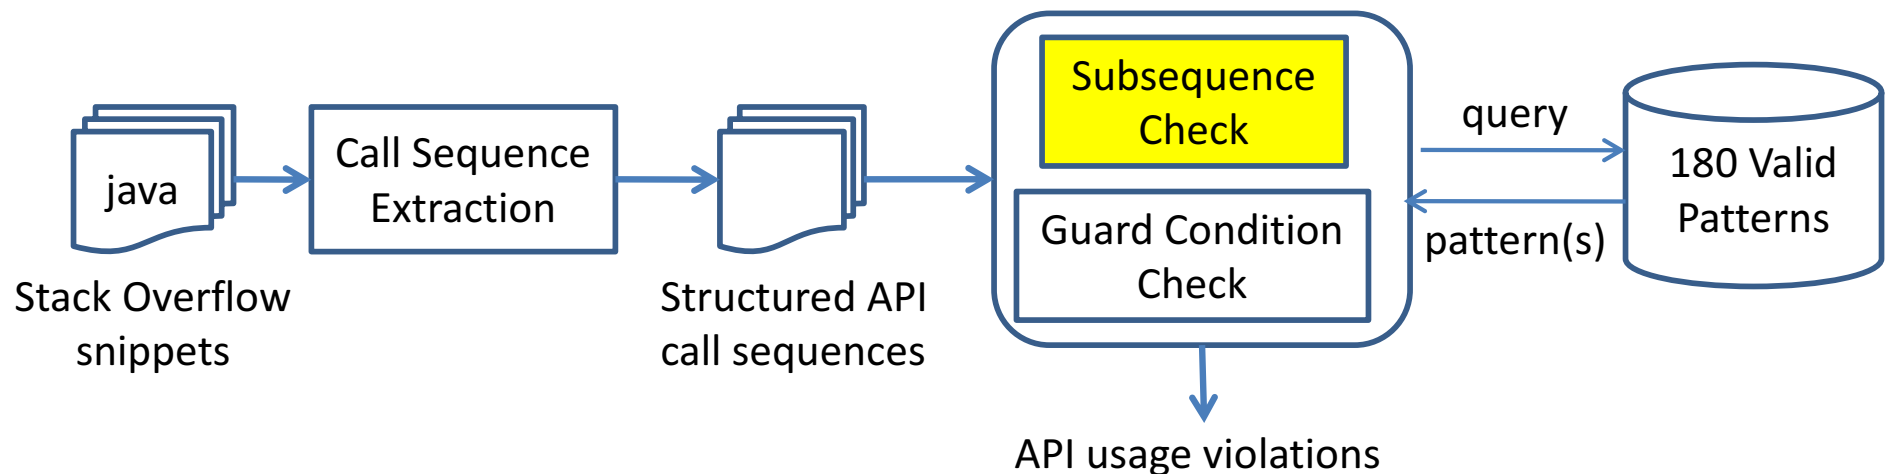 java
Stack Overflow
snippets
Call Sequence
Extraction
Structured API
call sequences
Subsequence
Check
Guard Condition
Check
query
pattern(s)
180 Valid
Patterns
API usage violations